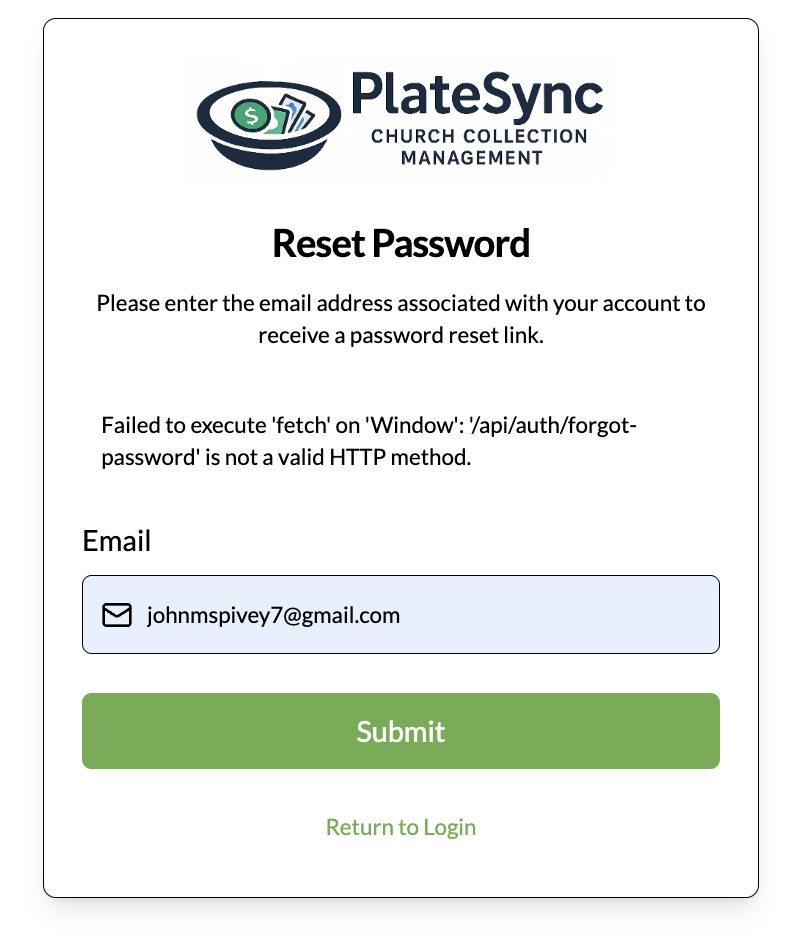 $
PlateSync
CHURCH COLLECTION
MANAGEMENT
Reset Password
Please enter the email address associated with your account to
receive a password reset link.
Failed to execute 'fetch' on 'Window': '/api/auth/forgot-
password' is not a valid HTTP method.
Email
johnmspivey7@gmail.com
Submit
Return to Login